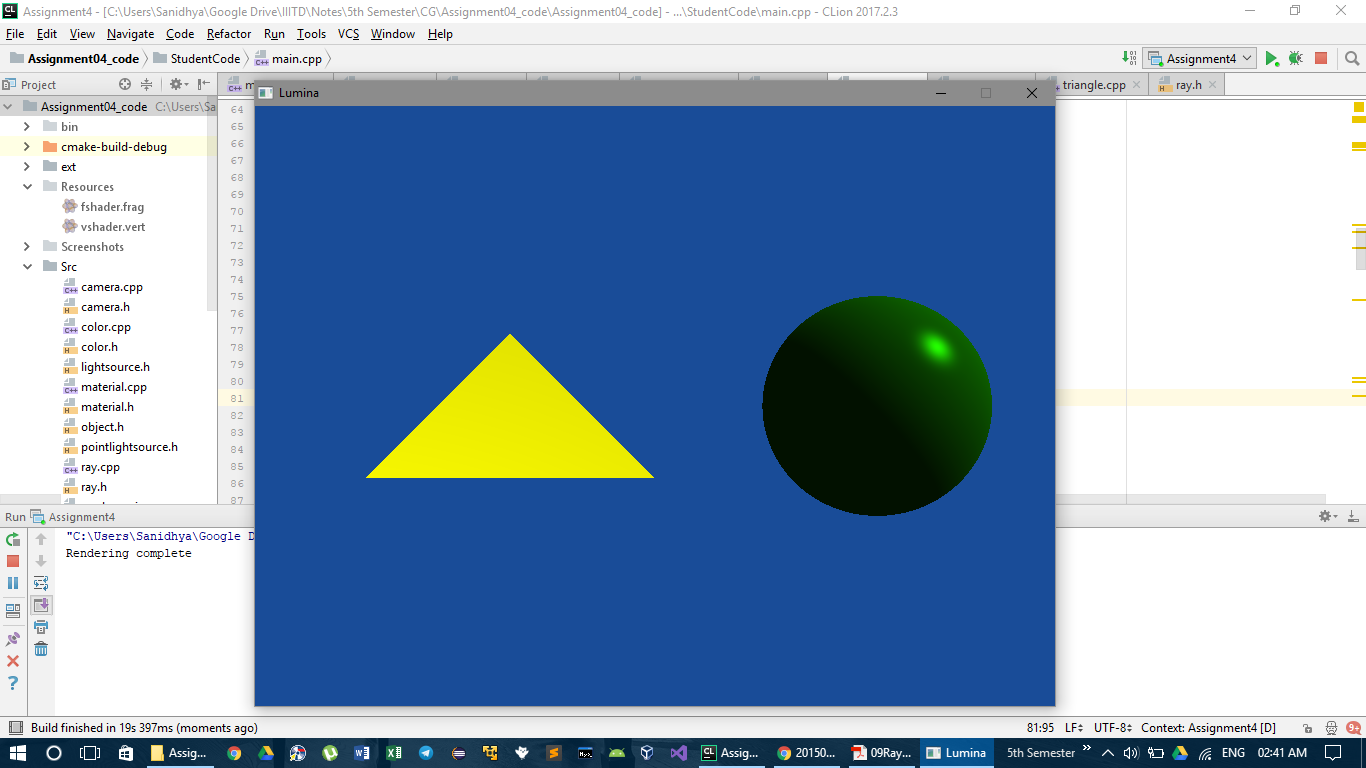 CL Assignment4 - [C:\Users\Sanidhya\Google Drive\IIITD\Notes\5th Semester\CG\Assignment04_code\Assignment04_code] - ...\StudentCode\main.cpp - CLion 2017.2.3
File Edit View Navigate Code Refactor Run Tools VCS Window Help
Assignment04_code StudentCode main.cpp Assignment4
Project triangle.cpp ray.h
Lumina
Assignment04_code C:\Users\Sa
bin
cmake-build-debug
ext
Resources
fshader.frag
vshader.vert
Screenshots
Src
camera.cpp
camera.h
color.cpp
color.h
lightsource.h
material.cpp
material.h
object.h
pointlightsource.h
ray.cpp
ray.h
64
65
66
67
68
69
70
71
72
73
74
75
76
77
78
79
80
81
82
83
84
85
86
87
Run Assignment4
"C:\Users\Sanidhya\Google D
Rendering complete
Build finished in 19s 397ms (moments ago) 81:95 LF UTF-8 Context: Assignment4 [D]
Assig... Assig... 20150... 09Ray... Lumina 5th Semester ENG 02:41 AM